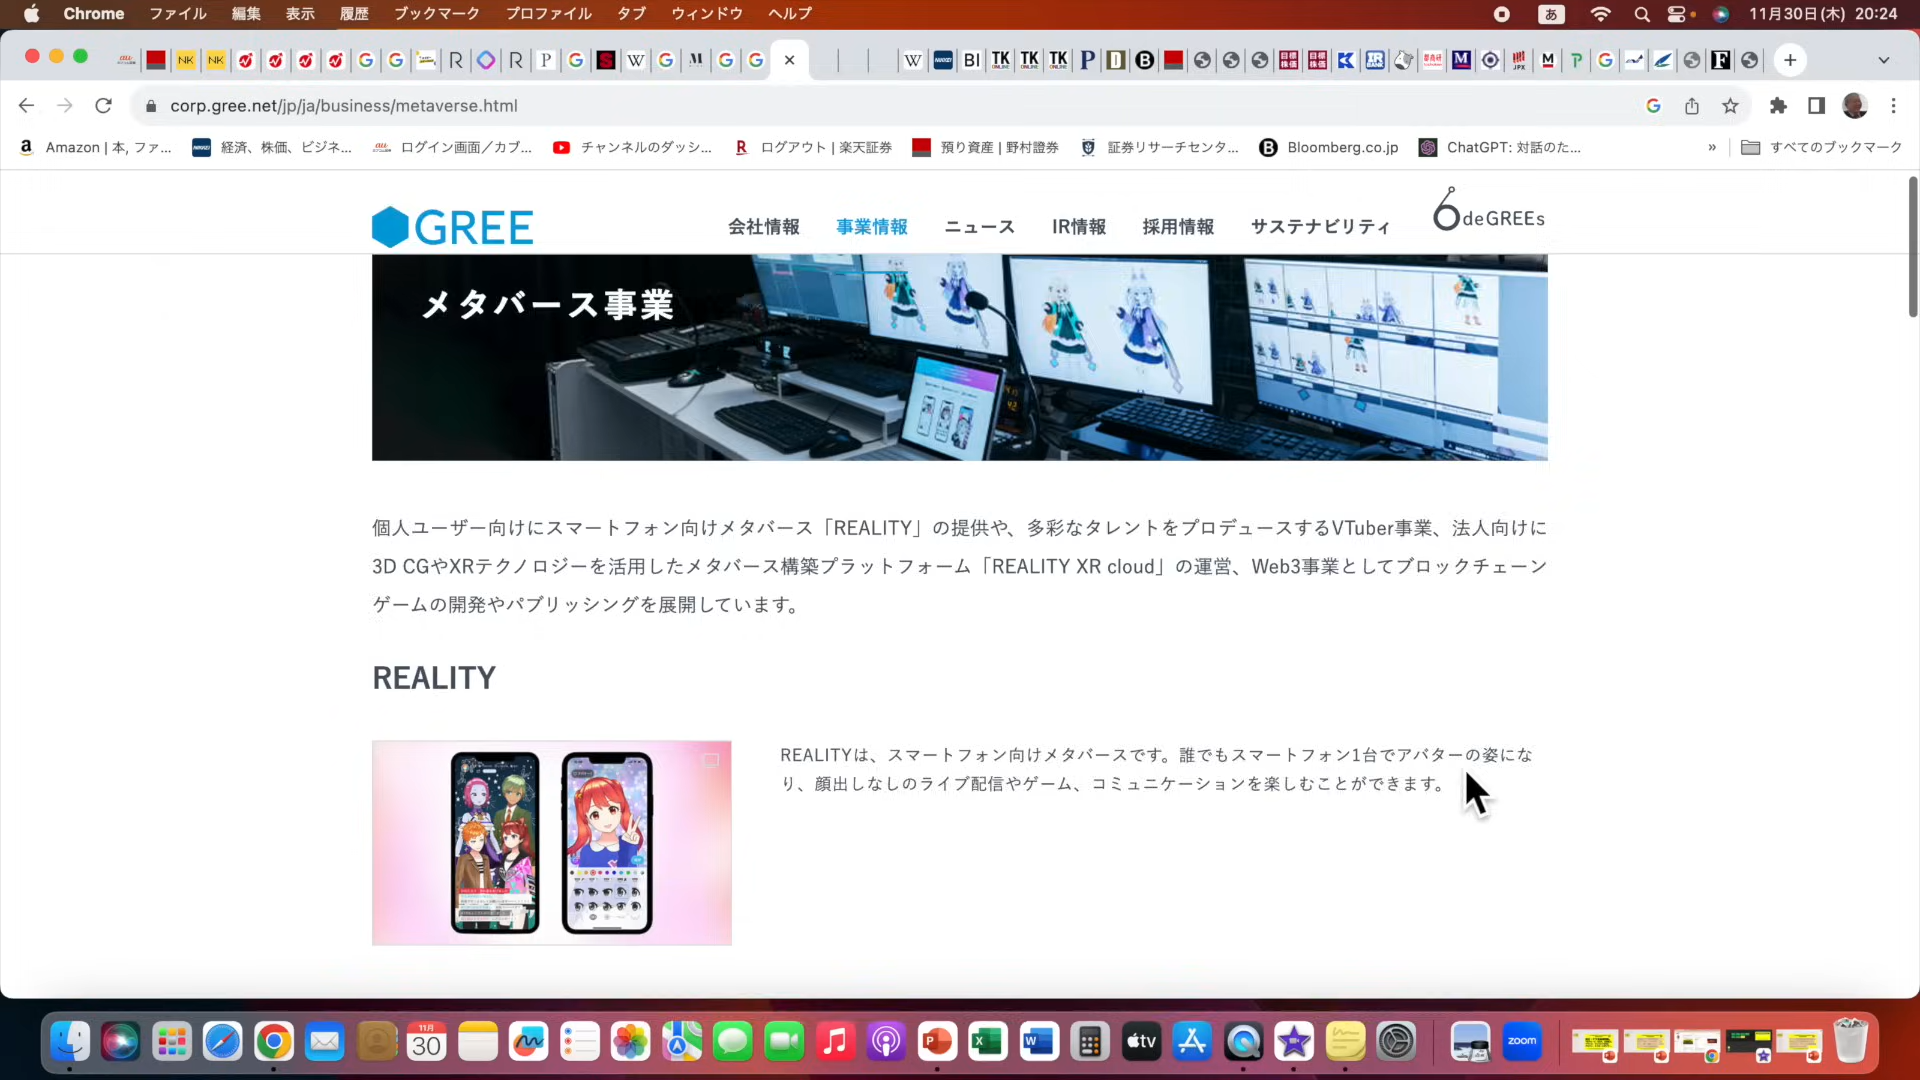 Chrome ファイル 編集 表示 履歴 ブックマーク プロファイル タブ ウィンドウ ヘルプ あ 11月30日(木) 20:24
NK NK R R P W M W BI TK TK TK P D B K M M P F
corp.gree.net/jp/ja/business/metaverse.html
Amazon | 本, ファ... 経済、株価、ビジネ... ログイン画面／カブ... チャンネルのダッシ... ログアウト | 楽天証券 預り資産 | 野村證券 証券リサーチセンタ... Bloomberg.co.jp ChatGPT: 対話のた... » すべてのブックマーク
GREE 会社情報 事業情報 ニュース IR情報 採用情報 サステナビリティ 6deGREEs
メタバース事業
個人ユーザー向けにスマートフォン向けメタバース「REALITY」の提供や、多彩なタレントをプロデュースするVTuber事業、法人向けに
3D CGやXRテクノロジーを活用したメタバース構築プラットフォーム「REALITY XR cloud」の運営、Web3事業としてブロックチェーン
ゲームの開発やパブリッシングを展開しています。
REALITY
REALITYは、スマートフォン向けメタバースです。誰でもスマートフォン1台でアバターの姿にな
り、顔出しなしのライブ配信やゲーム、コミュニケーションを楽しむことができます。
11月
30
tv
zoom